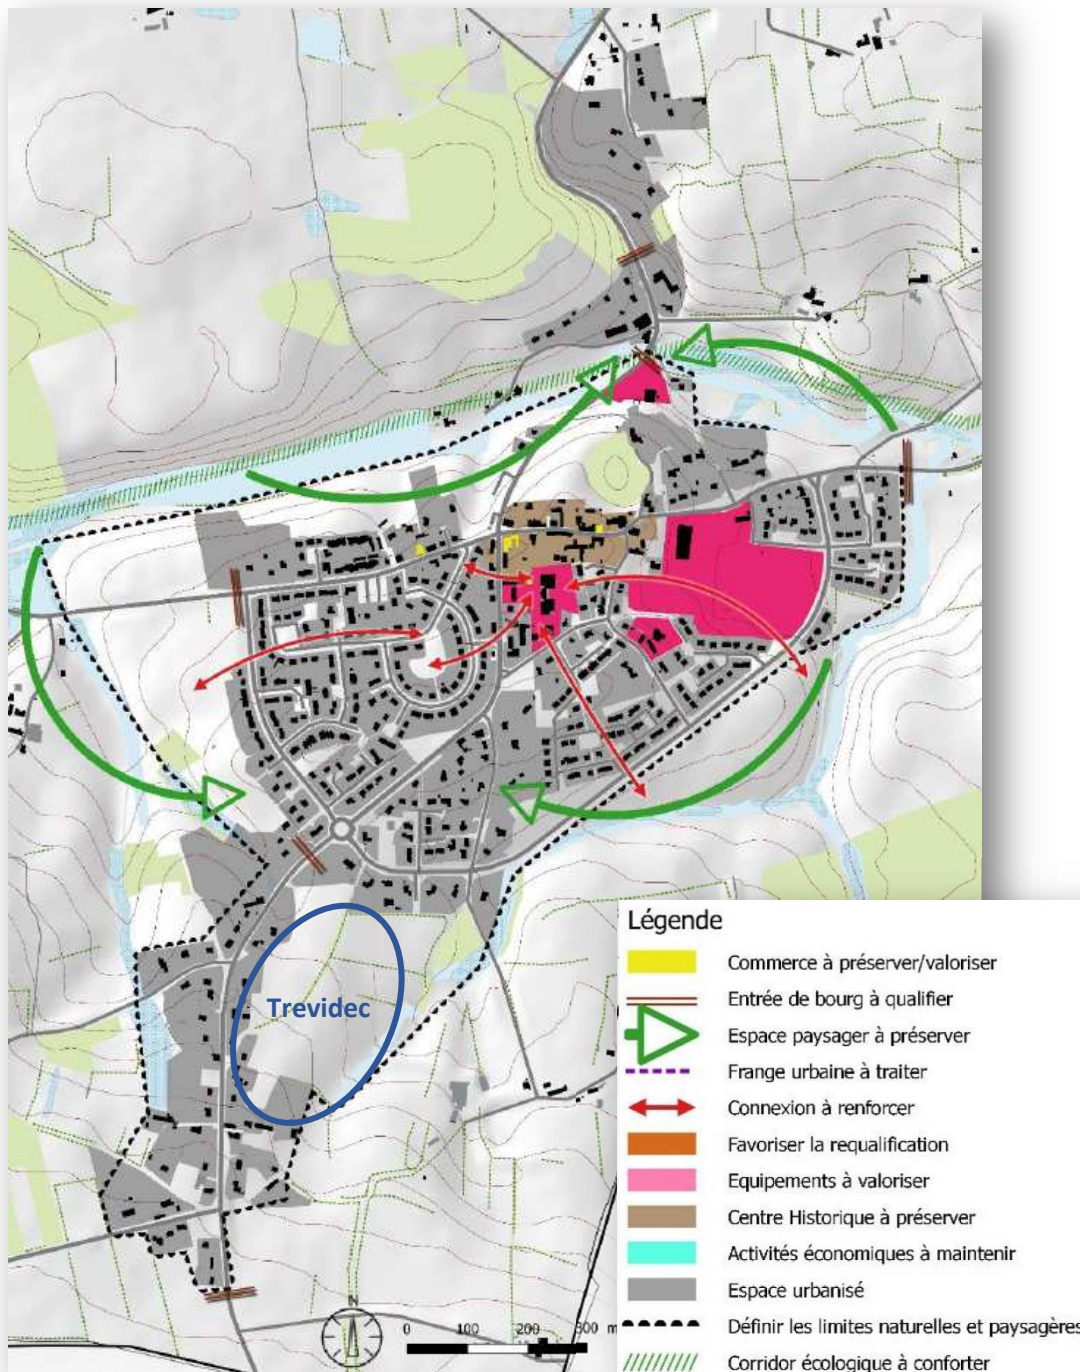 Trevidec
Légende
Commerce à préserver/valoriser
Entrée de bourg à qualifier
Espace paysager à préserver
Frange urbaine à traiter
Connexion à renforcer
Favoriser la requalification
Equipements à valoriser
Centre Historique à préserver
Activités économiques à maintenir
Espace urbanisé
Définir les limites naturelles et paysagères
Corridor écologique à conforter
N
0 100 200 300 m